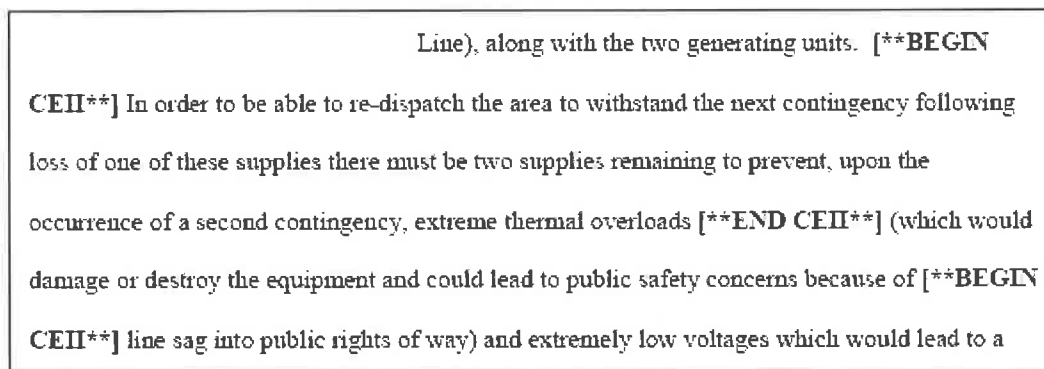 Line), along with the two generating units. [**BEGIN
CEII**] In order to be able to re-dispatch the area to withstand the next contingency following
loss of one of these supplies there must be two supplies remaining to prevent, upon the
occurrence of a second contingency, extreme thermal overloads [**END CEII**] (which would
damage or destroy the equipment and could lead to public safety concerns because of [**BEGIN
CEII**] line sag into public rights of way) and extremely low voltages which would lead to a